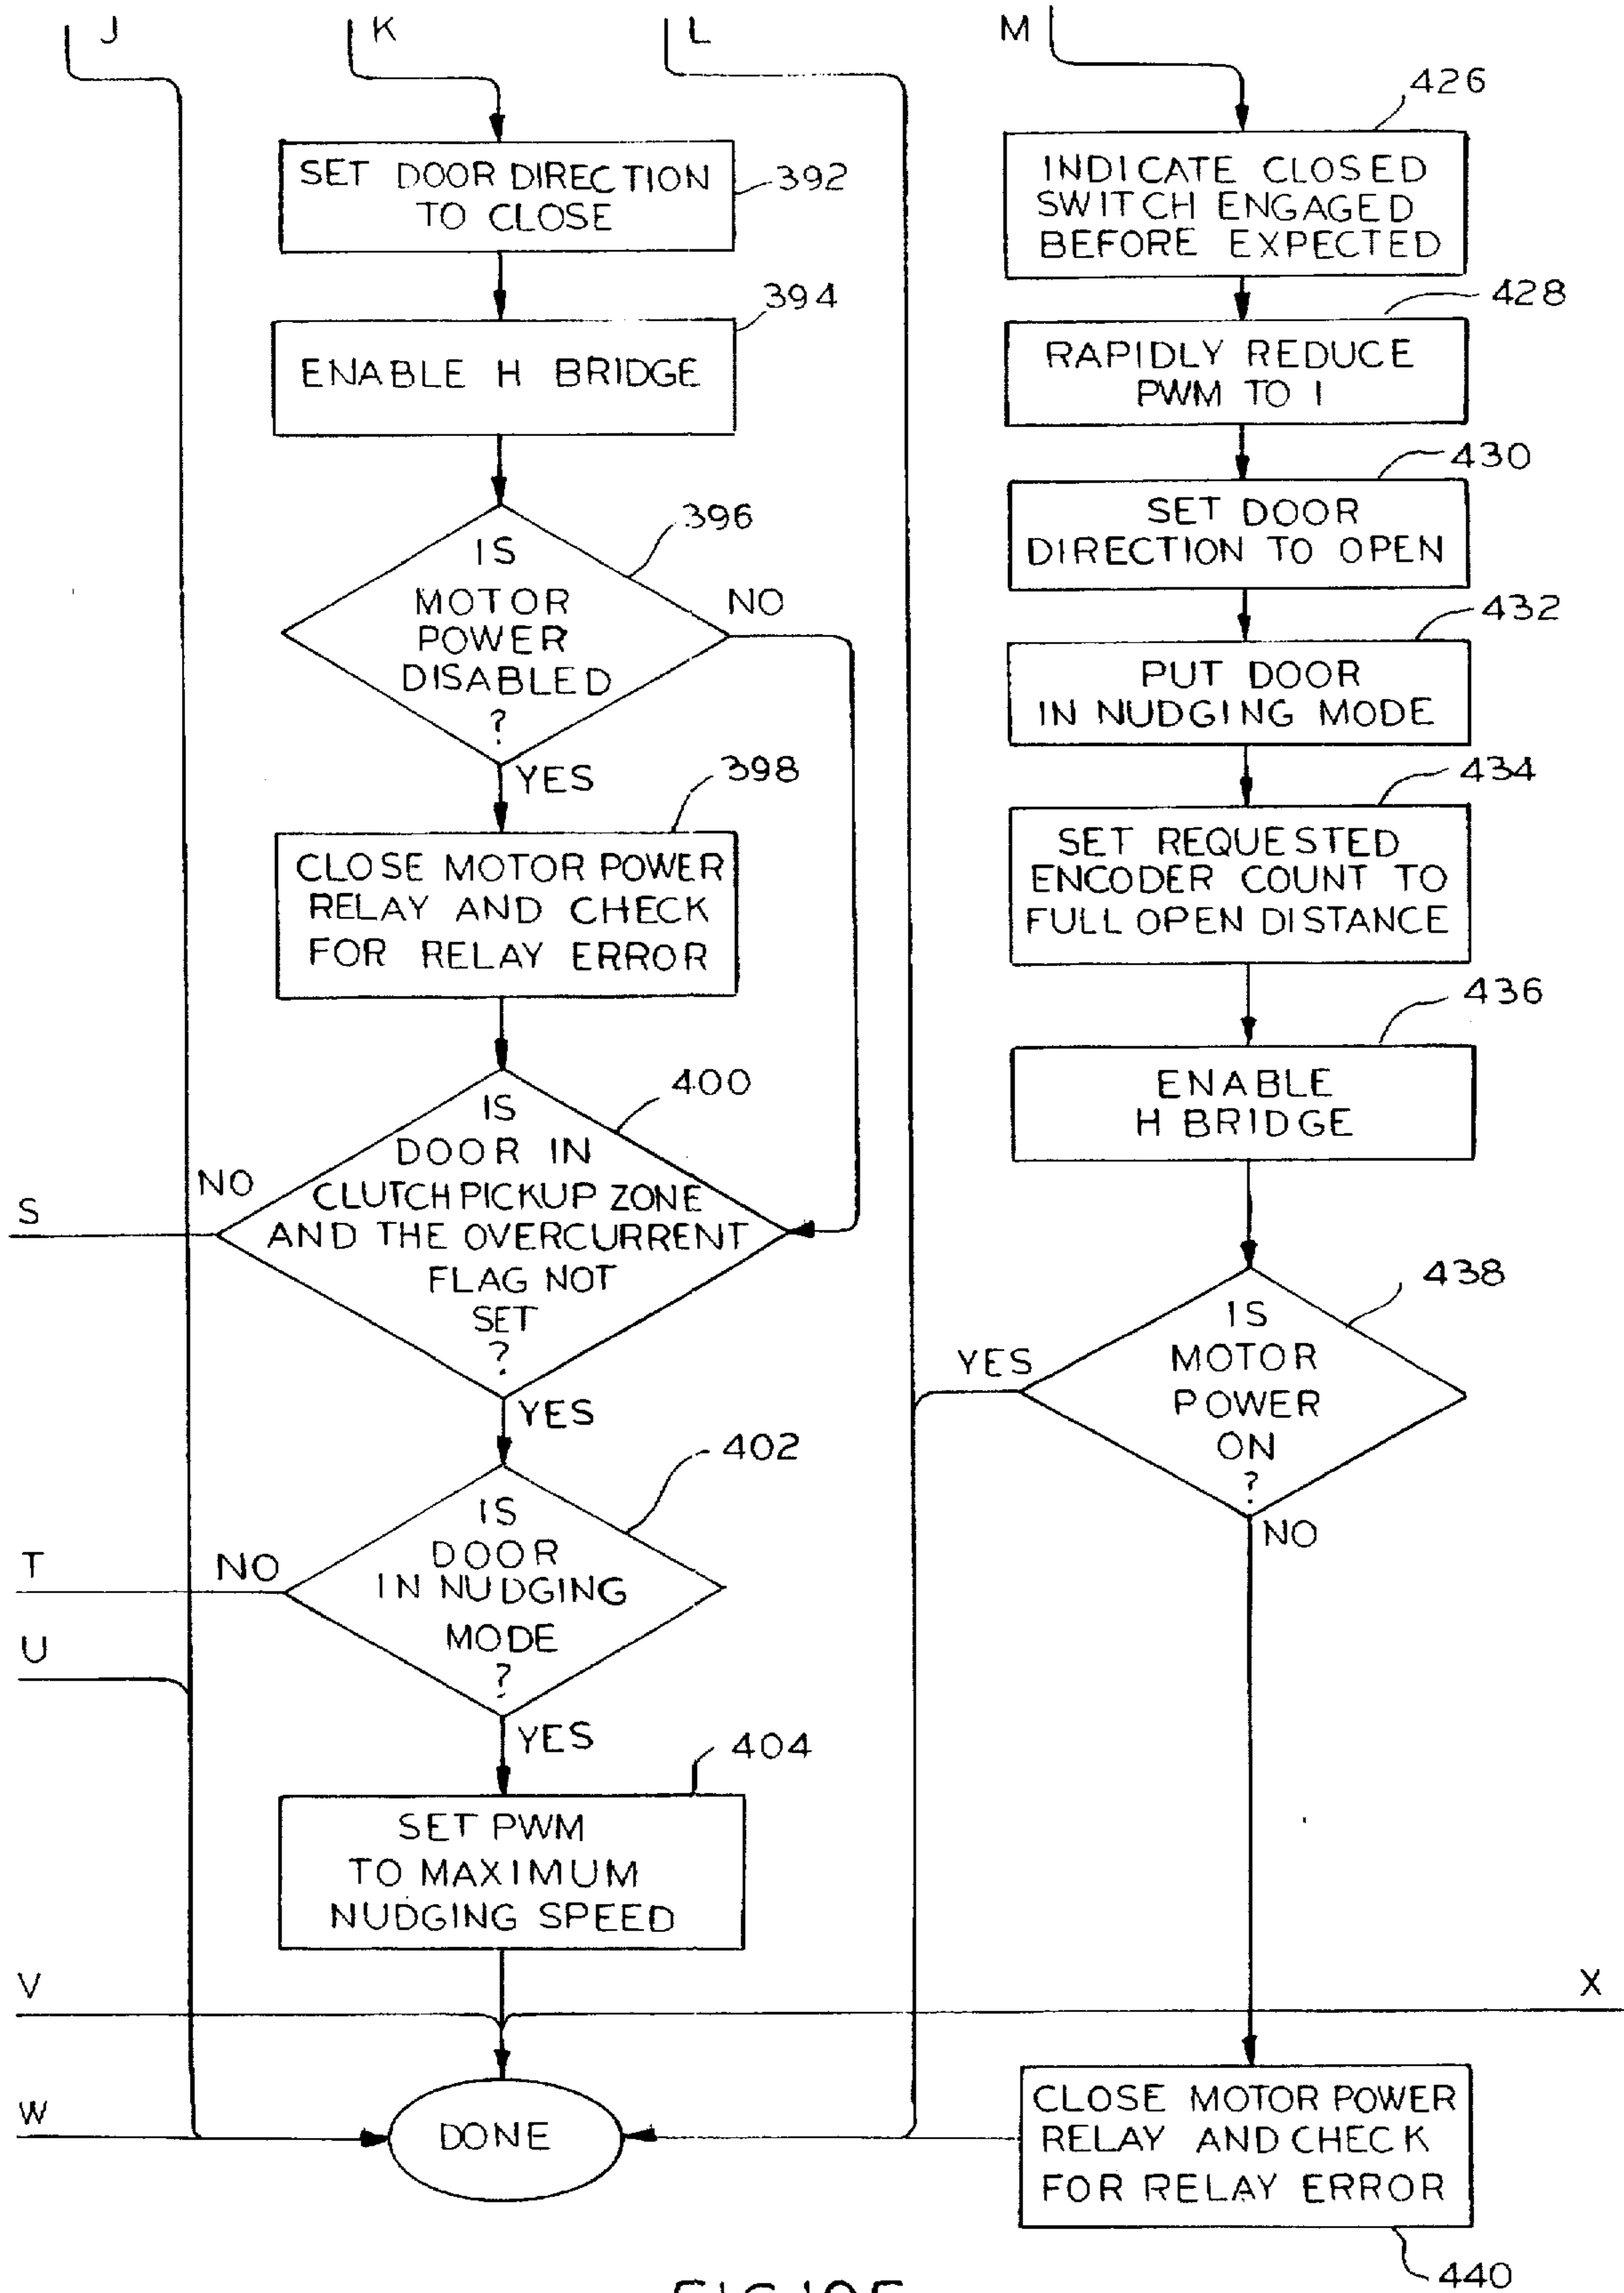 J
K
L
M
SET DOOR DIRECTION
TO CLOSE
392
ENABLE H BRIDGE
394
IS
MOTOR
POWER
DISABLED
?
396
NO
YES
CLOSE MOTOR POWER
RELAY AND CHECK
FOR RELAY ERROR
398
IS
DOOR IN
CLUTCH PICKUP ZONE
AND THE OVERCURRENT
FLAG NOT
SET
?
400
NO
S
YES
IS
DOOR
IN NUDGING
MODE
?
402
NO
T
U
YES
SET PWM
TO MAXIMUM
NUDGING SPEED
404
V
X
W
DONE
426
INDICATE CLOSED
SWITCH ENGAGED
BEFORE EXPECTED
428
RAPIDLY REDUCE
PWM TO 1
430
SET DOOR
DIRECTION TO OPEN
432
PUT DOOR
IN NUDGING MODE
434
SET REQUESTED
ENCODER COUNT TO
FULL OPEN DISTANCE
436
ENABLE
H BRIDGE
438
IS
MOTOR
POWER
ON
?
YES
NO
CLOSE MOTOR POWER
RELAY AND CHECK
FOR RELAY ERROR
440